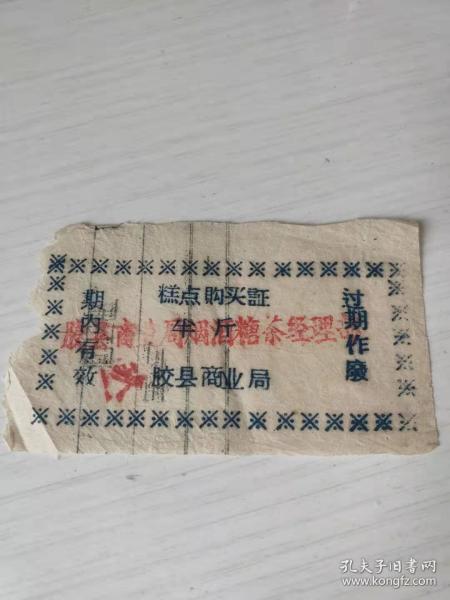 糕点购买証
半斤
胶县商业局
期内有效
过期作廢
胶县商业局烟酒糖茶经理部
孔夫子旧书网
www.kongfz.com